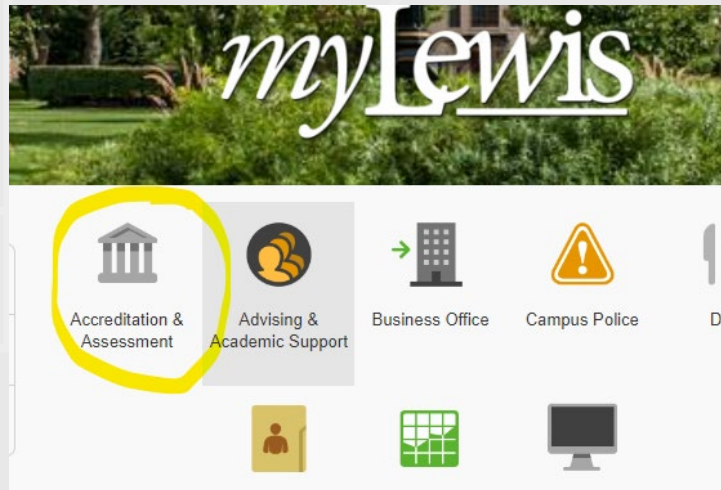 myLewis
Accreditation &
Assessment
Advising &
Academic Support
Business Office
Campus Police
D